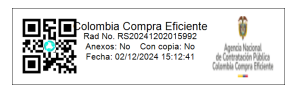 Colombia Compra Eficiente
Rad No. RS20241202015992
Anexos: No Con copia: No
Fecha: 02/12/2024 15:12:41
Agencia Nacional
de Contratación Pública
Colombia Compra Eficiente